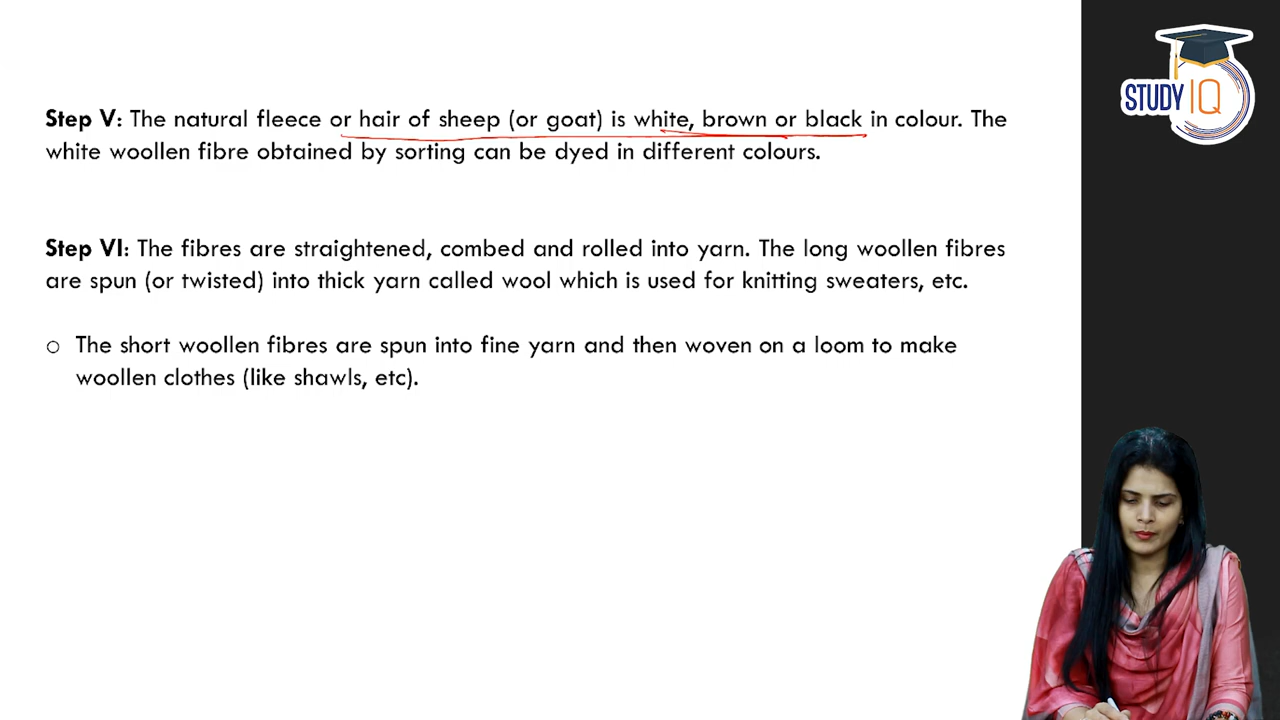 STUDY IQ
Step V: The natural fleece or hair of sheep (or goat) is white, brown or black in colour. The
white woollen fibre obtained by sorting can be dyed in different colours.
Step VI: The fibres are straightened, combed and rolled into yarn. The long woollen fibres
are spun (or twisted) into thick yarn called wool which is used for knitting sweaters, etc.
○ The short woollen fibres are spun into fine yarn and then woven on a loom to make
woollen clothes (like shawls, etc).